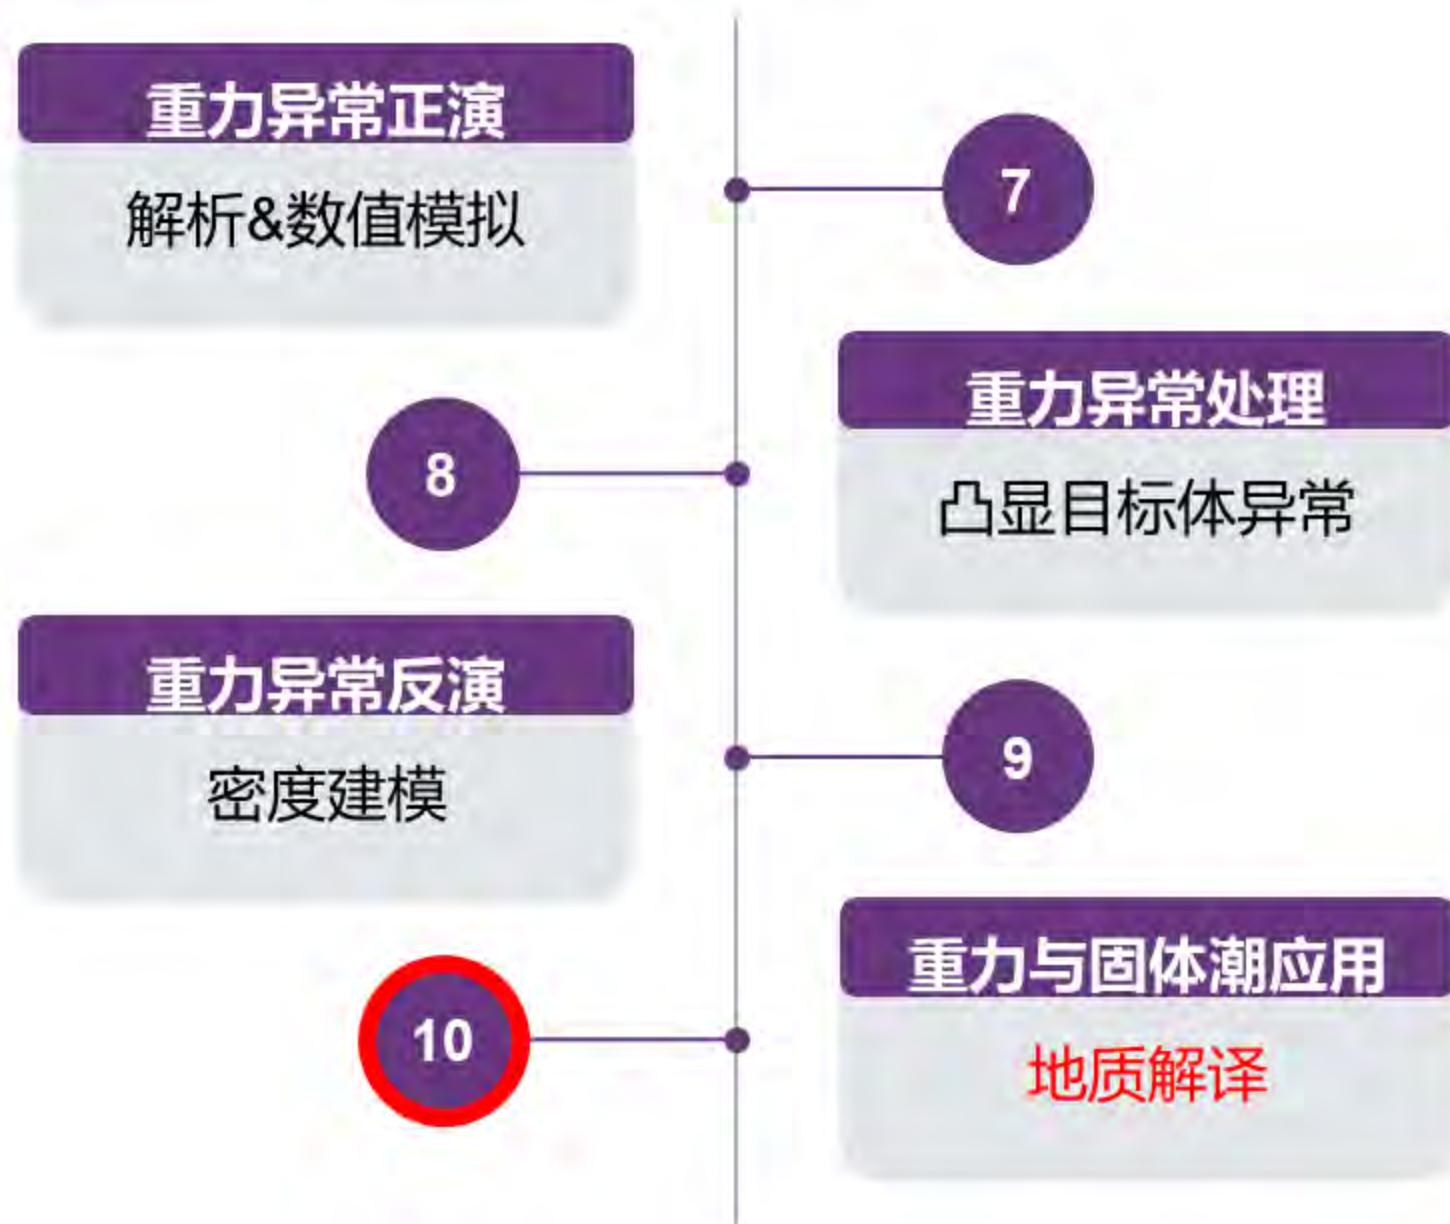 重力异常正演
解析&数值模拟
7
重力异常处理
凸显目标体异常
8
重力异常反演
密度建模
9
重力与固体潮应用
地质解译
10